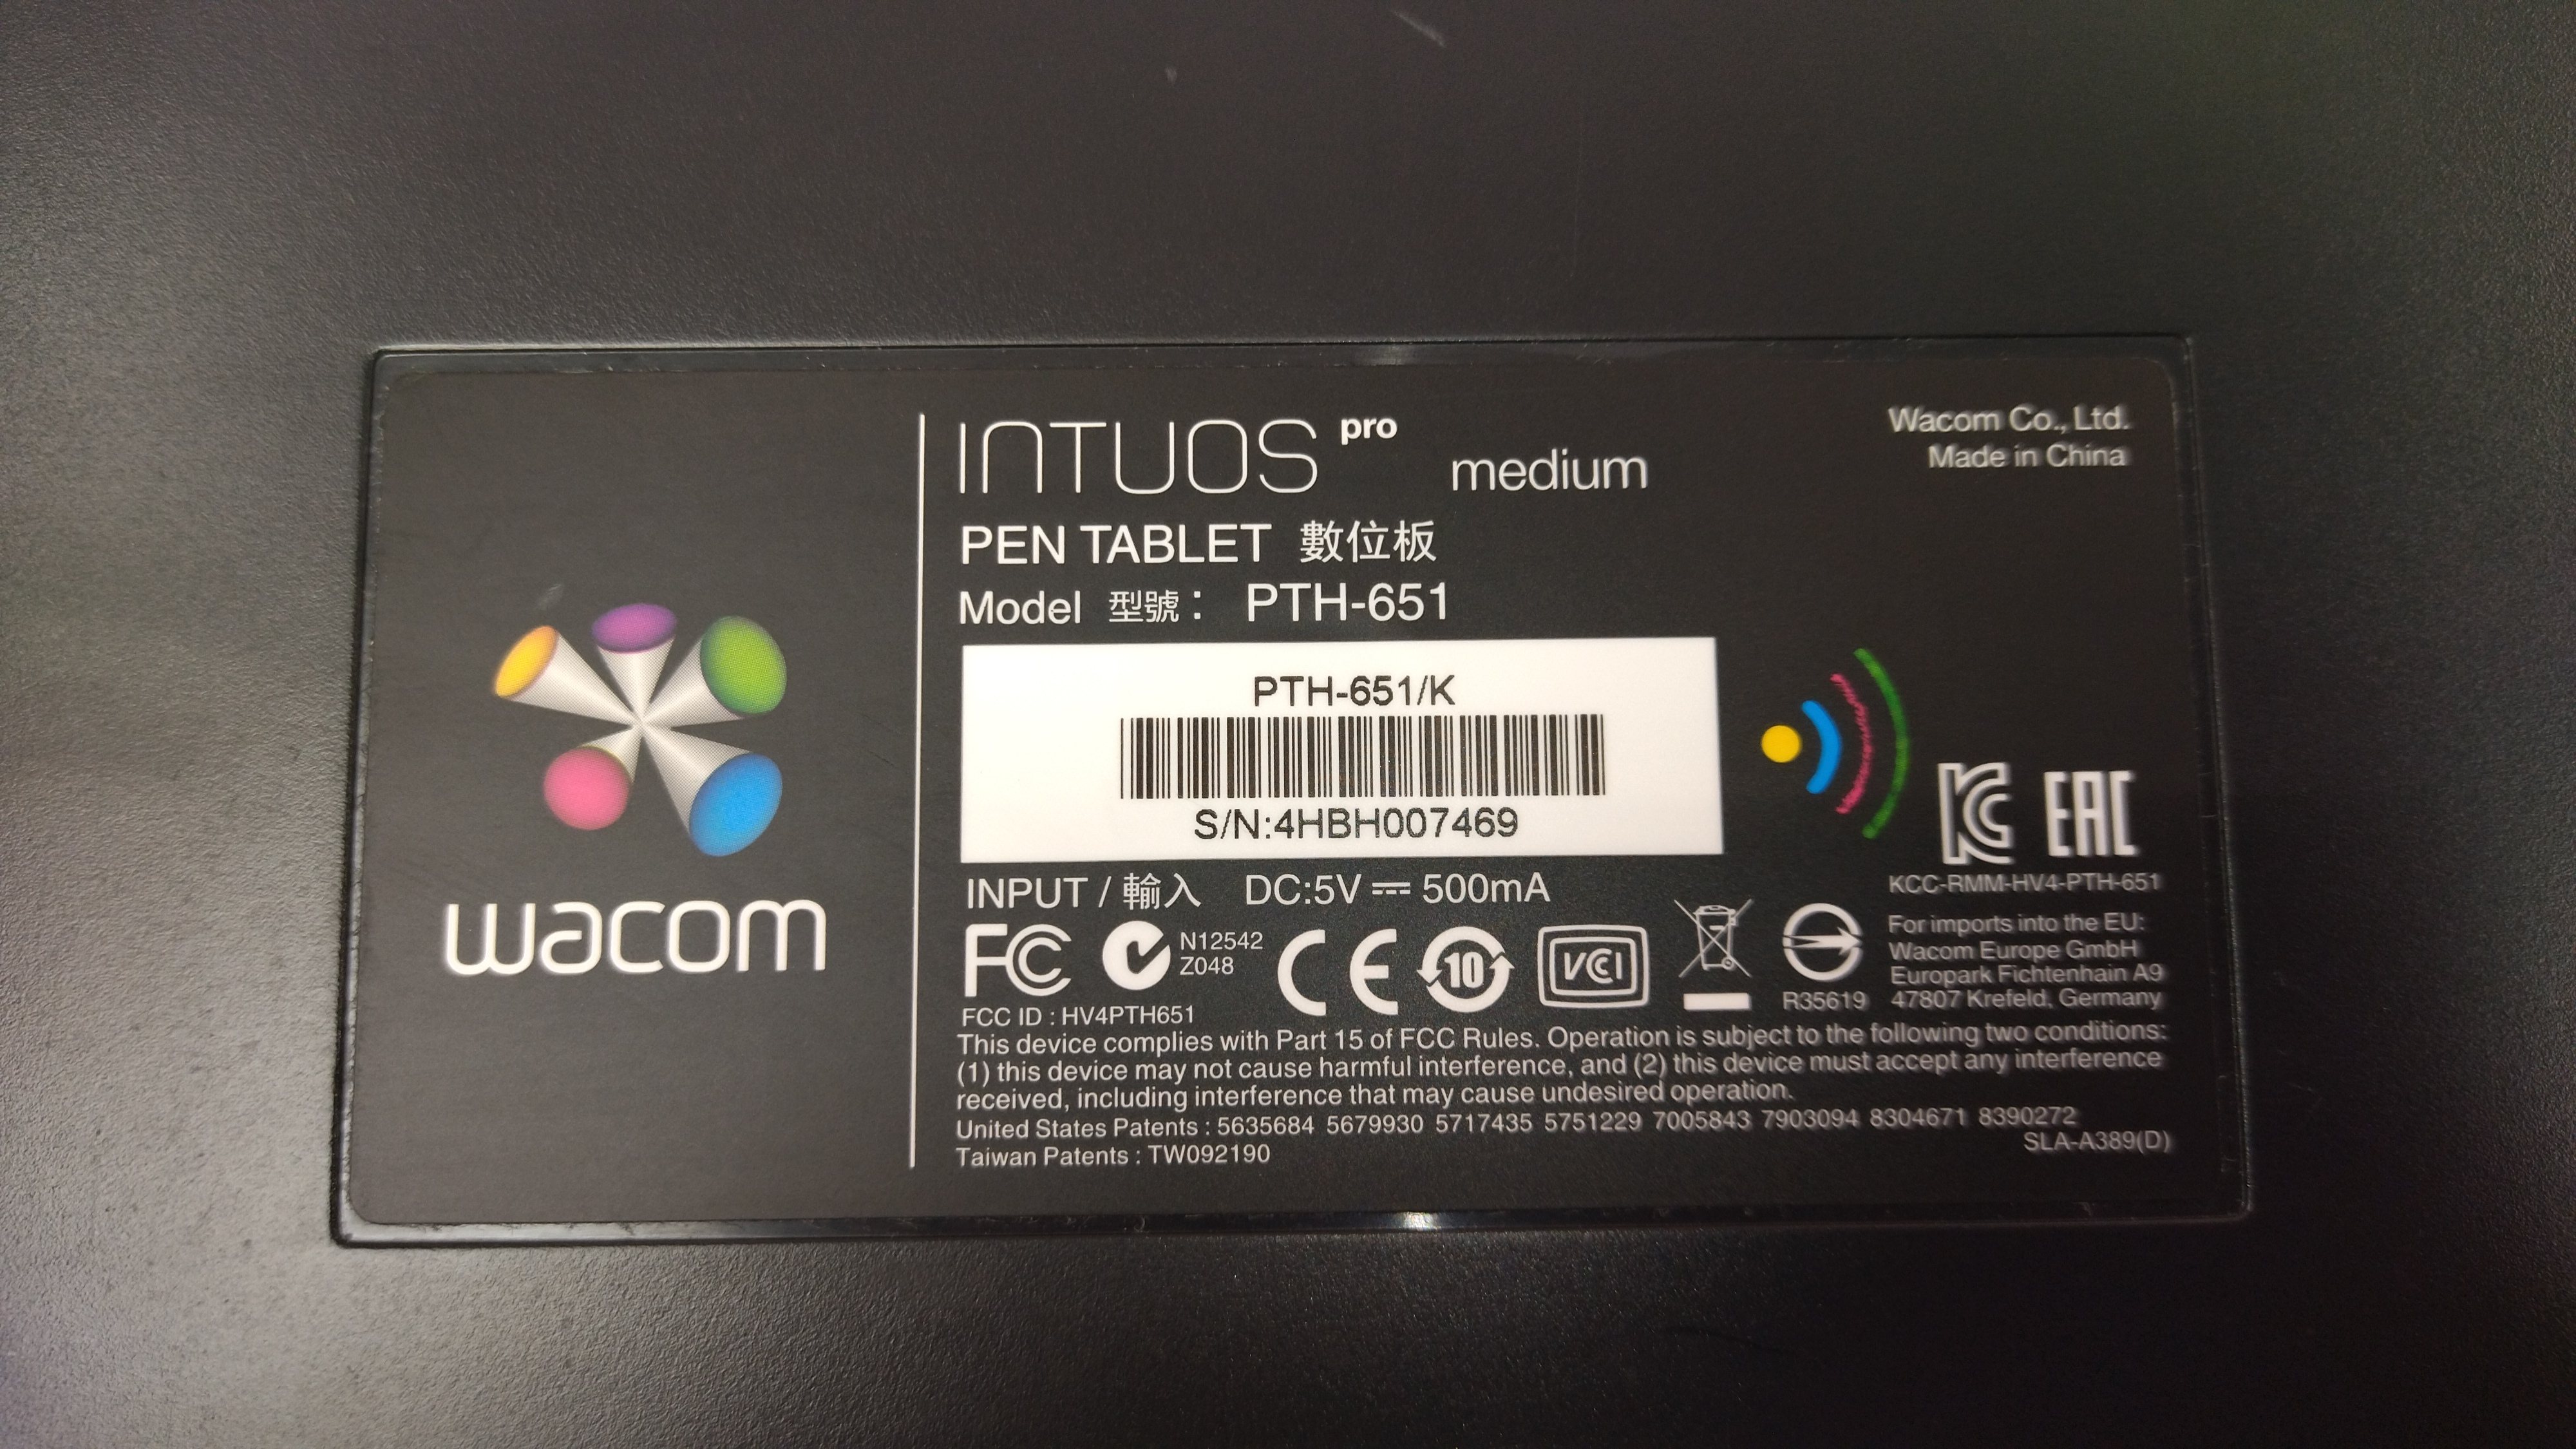 INTUOS pro medium
Wacom Co., Ltd.
Made in China
PEN TABLET 數位板
Model 型號： PTH-651
PTH-651/K
S/N:4HBH007469
wacom
INPUT / 輸入 DC:5V ⎓ 500mA
KC EAC
KCC-RMM-HV4-PTH-651
FC N12542
Z048
CE 10 VCI
R35619
For imports into the EU:
Wacom Europe GmbH
Europark Fichtenhain A9
47807 Krefeld, Germany
FCC ID : HV4PTH651
This device complies with Part 15 of FCC Rules. Operation is subject to the following two conditions:
(1) this device may not cause harmful interference, and (2) this device must accept any interference
received, including interference that may cause undesired operation.
United States Patents : 5635684 5679930 5717435 5751229 7005843 7903094 8304671 8390272
SLA-A389(D)
Taiwan Patents : TW092190